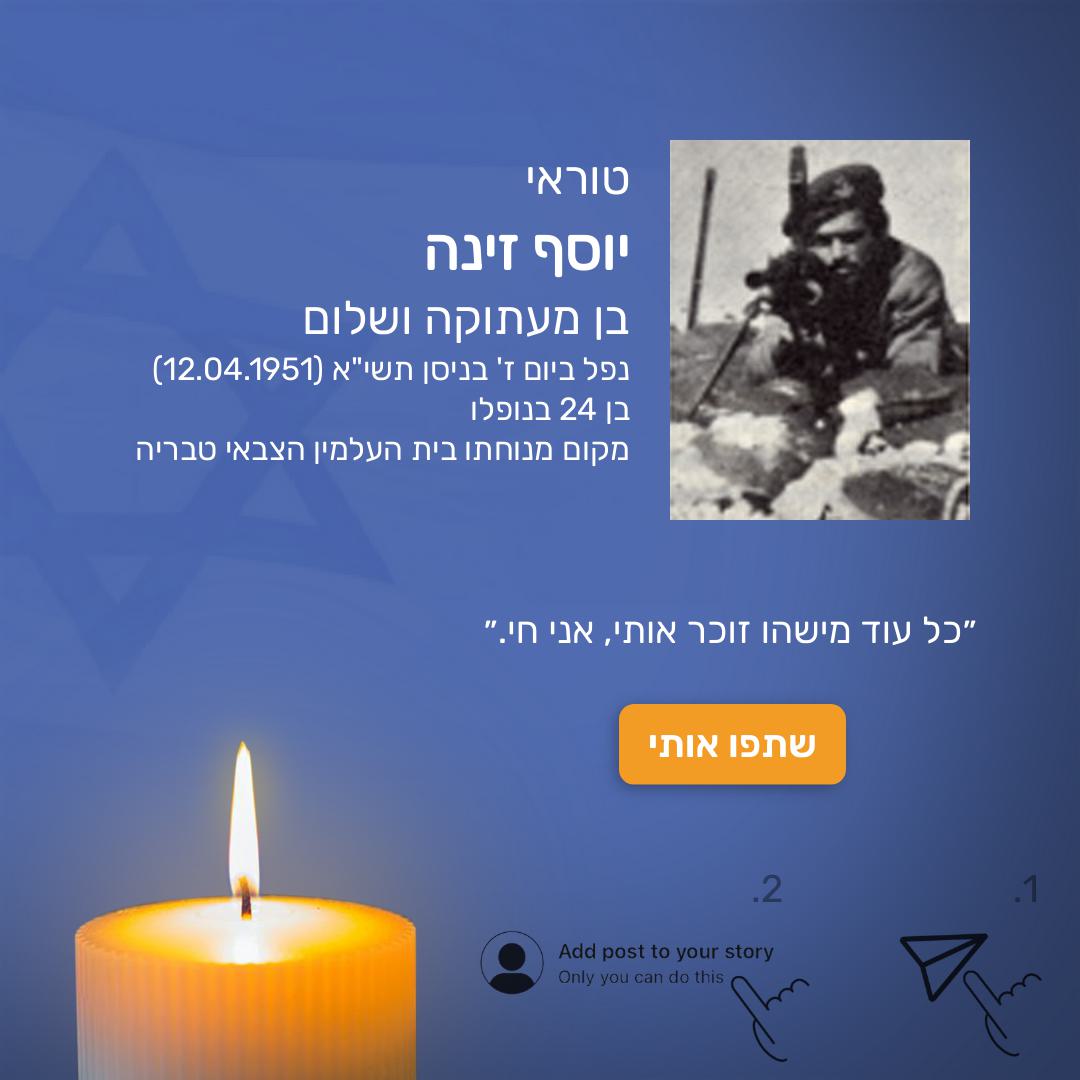 טוראי
יוסף זינה
בן מעתוקה ושלום
נפל ביום ז' בניסן תשי"א (12.04.1951)
בן 24 בנופלו
מקום מנוחתו בית העלמין הצבאי טבריה
״כל עוד מישהו זוכר אותי, אני חי.״
שתפו אותי
1.
2.
Add post to your story
Only you can do this